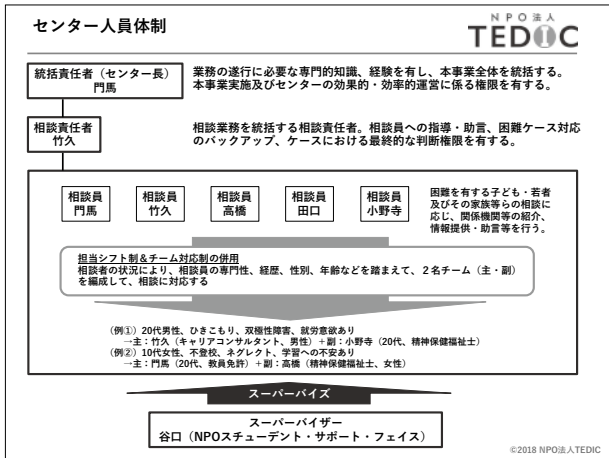 センター人員体制
NPO法人
TEDIC
統括責任者（センター長）
門馬
業務の遂行に必要な専門的知識、経験を有し、本事業全体を統括する。
本事業実施及びセンターの効果的・効率的運営に係る権限を有する。
相談責任者
竹久
相談業務を統括する相談責任者。相談員への指導・助言、困難ケース対応
のバックアップ、ケースにおける最終的な判断権限を有する。
相談員
門馬
相談員
竹久
相談員
高橋
相談員
田口
相談員
小野寺
困難を有する子ども・若者
及びその家族等らの相談に
応じ、関係機関等の紹介、
情報提供・助言等を行う。
担当シフト制＆チーム対応制の併用
相談者の状況により、相談員の専門性、経歴、性別、年齢などを踏まえて、２名チーム（主・副）
を編成して、相談に対応する
（例①）20代男性、ひきこもり、双極性障害、就労意欲あり
→主：竹久（キャリアコンサルタント、男性）＋副：小野寺（20代、精神保健福祉士）
（例②）10代女性、不登校、ネグレクト、学習への不安あり
→主：門馬（20代、教員免許）＋副：高橋（精神保健福祉士、女性）
スーパーバイズ
スーパーバイザー
谷口（NPOスチューデント・サポート・フェイス）
©2018 NPO法人TEDIC